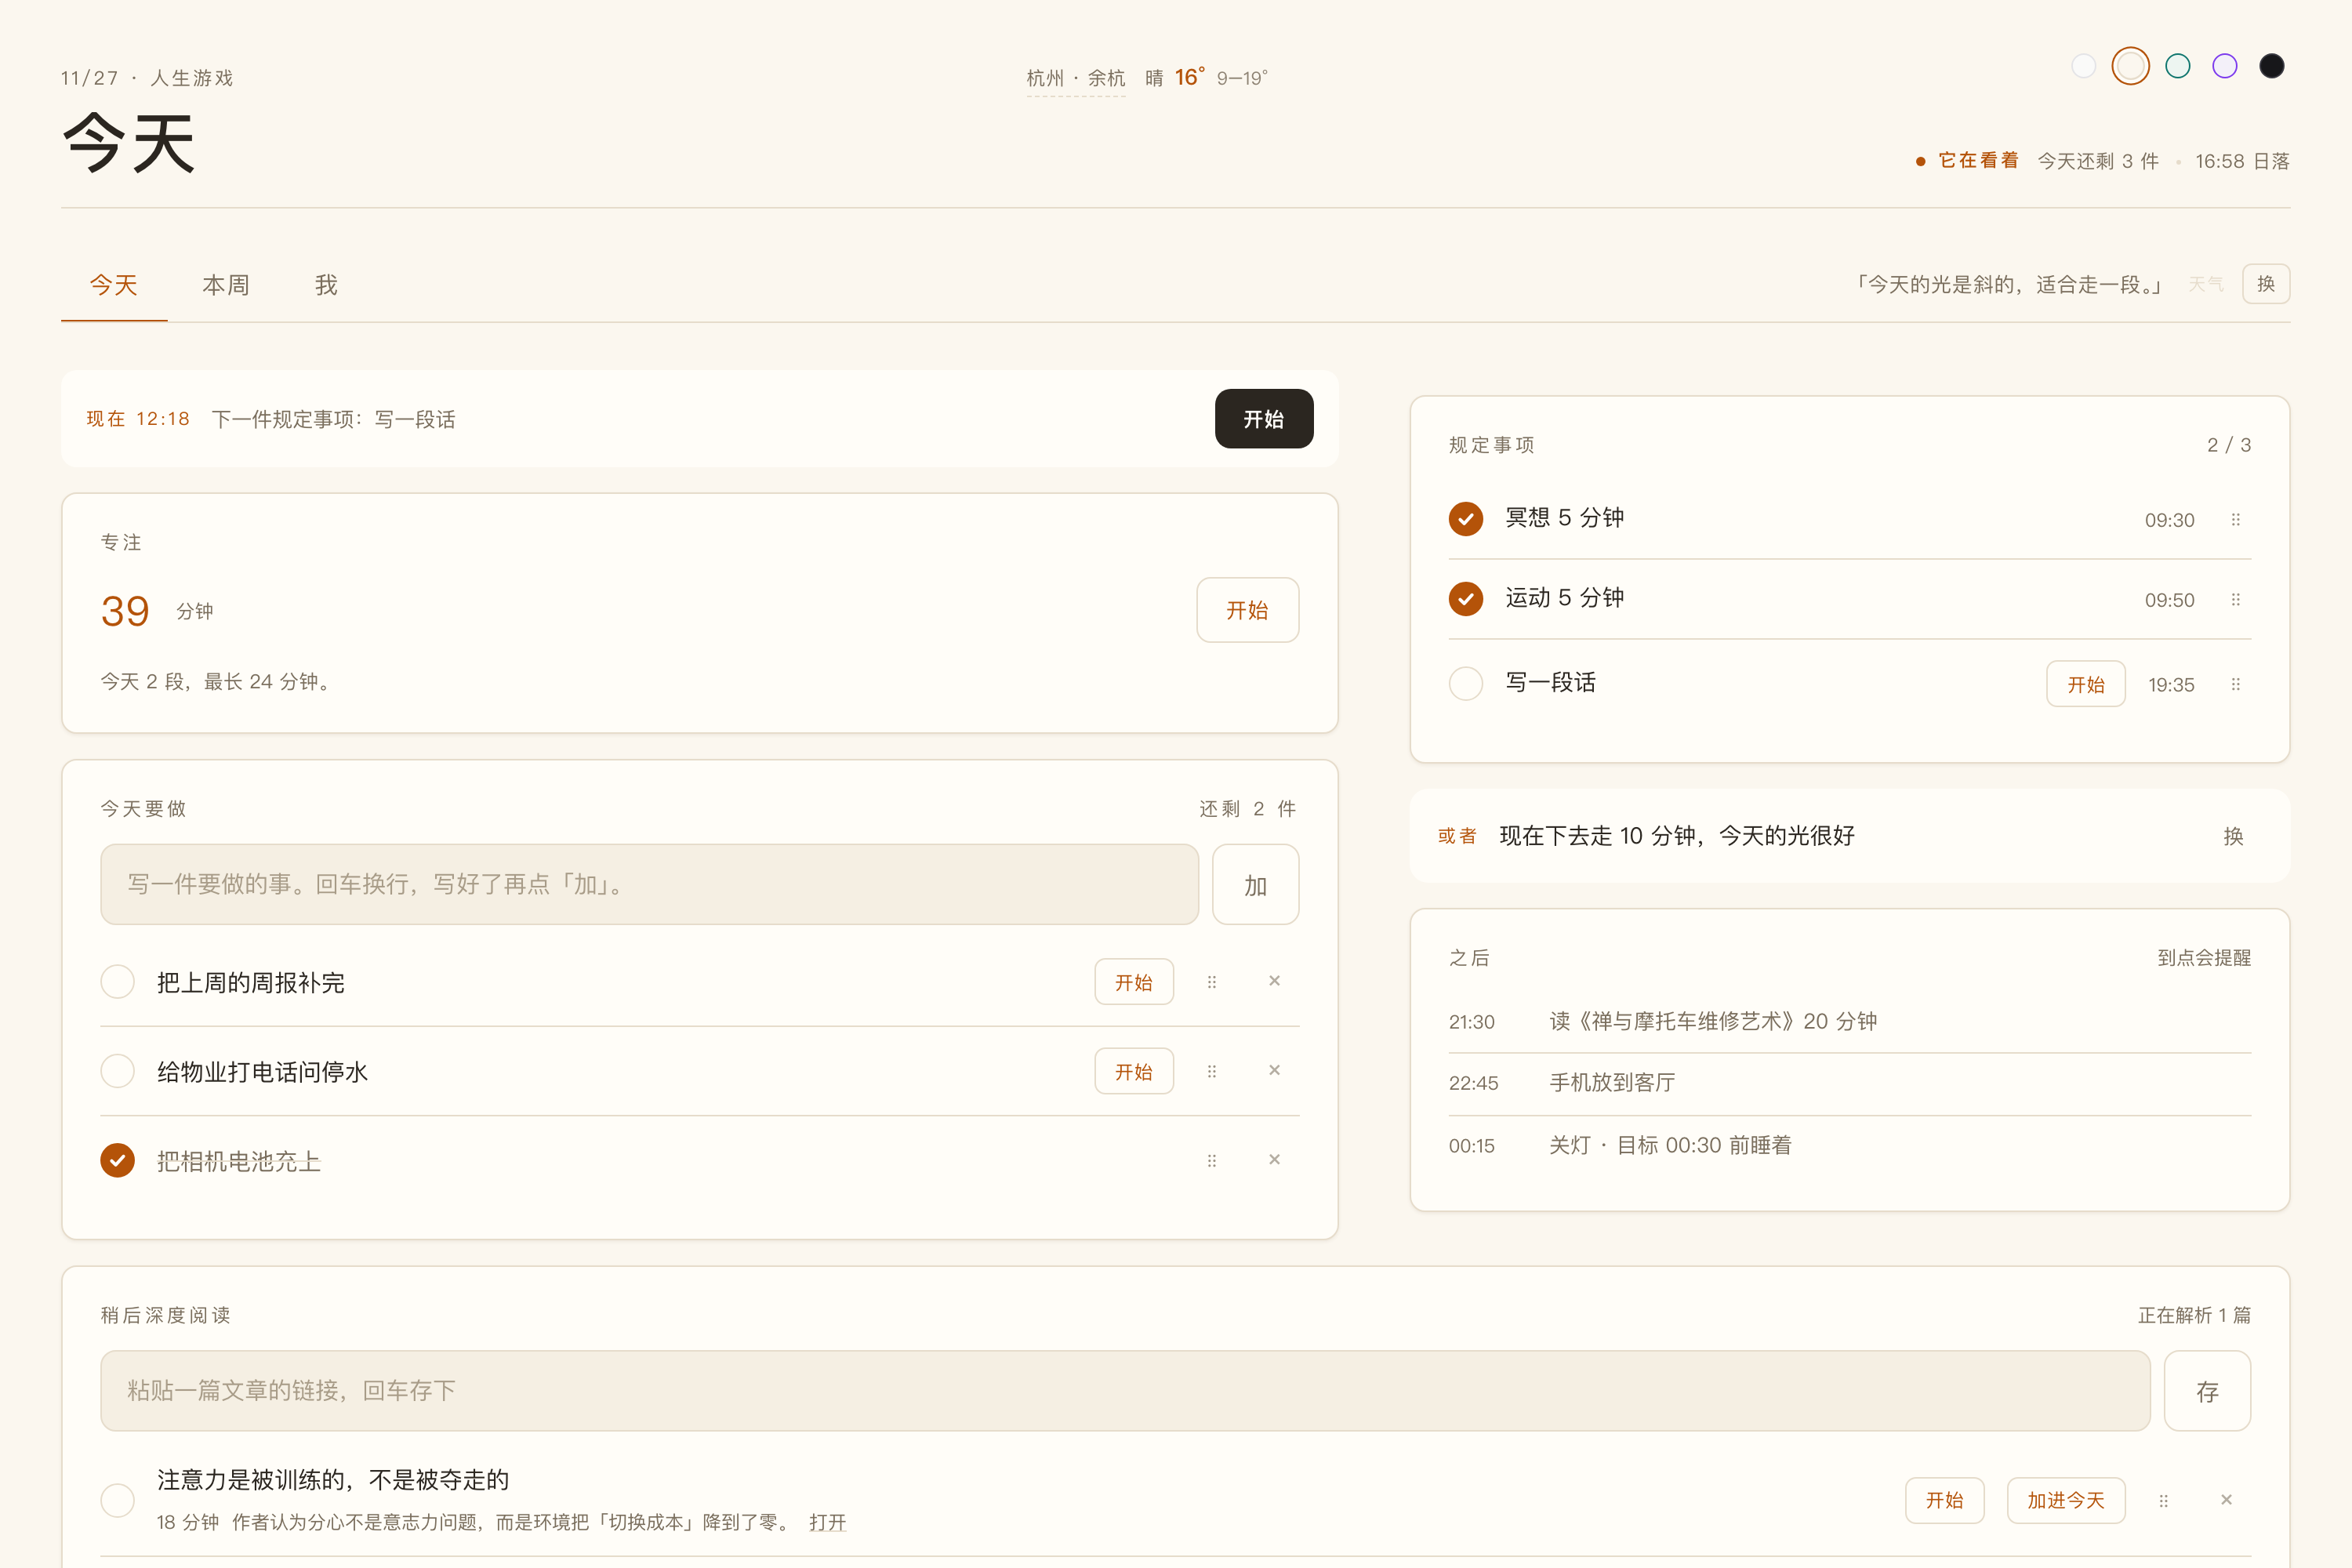 11/27 · 人生游戏
杭州 · 余杭 晴 16° 9–19°
今天
它在看着 今天还剩 3 件 · 16:58 日落
今天 本周 我
「今天的光是斜的，适合走一段。」 天气 换
现在 12:18 下一件规定事项：写一段话 开始
专注
39 分钟 开始
今天 2 段，最长 24 分钟。
今天要做 还剩 2 件
写一件要做的事。回车换行，写好了再点「加」。 加
把上周的周报补完 开始
给物业打电话问停水 开始
把相机电池充上
规定事项 2 / 3
冥想 5 分钟 09:30
运动 5 分钟 09:50
写一段话 开始 19:35
或者 现在下去走 10 分钟，今天的光很好 换
之后 到点会提醒
21:30 读《禅与摩托车维修艺术》20 分钟
22:45 手机放到客厅
00:15 关灯 · 目标 00:30 前睡着
稍后深度阅读 正在解析 1 篇
粘贴一篇文章的链接，回车存下 存
注意力是被训练的，不是被夺走的 开始 加进今天
18 分钟 作者认为分心不是意志力问题，而是环境把「切换成本」降到了零。 打开